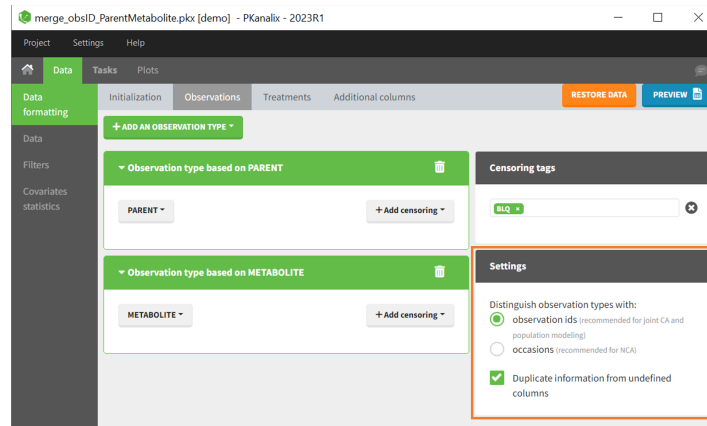 merge_obsID_ParentMetabolite.pkx [demo] - PKanalix - 2023R1
Project Settings Help
Data Tasks Plots
Data formatting
Data
Filters
Covariates statistics
Initialization Observations Treatments Additional columns
RESTORE DATA PREVIEW
+ ADD AN OBSERVATION TYPE
Observation type based on PARENT
PARENT + Add censoring
Observation type based on METABOLITE
METABOLITE + Add censoring
Censoring tags
BLQ ×
Settings
Distinguish observation types with:
observation ids (recommended for joint CA and
population modeling)
occasions (recommended for NCA)
Duplicate information from undefined
columns